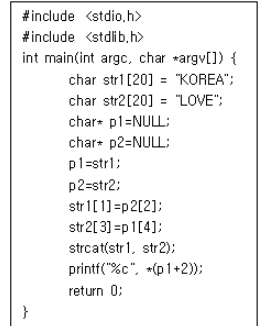 #include <stdio.h>
#include <stdlib.h>
int main(int argc, char *argv[]) {
char str1[20] = "KOREA";
char str2[20] = "LOVE";
char* p1=NULL;
char* p2=NULL;
p1=str1;
p2=str2;
str1[1]=p2[2];
str2[3]=p1[4];
strcat(str1, str2);
printf("%c", *(p1+2));
return 0;
}